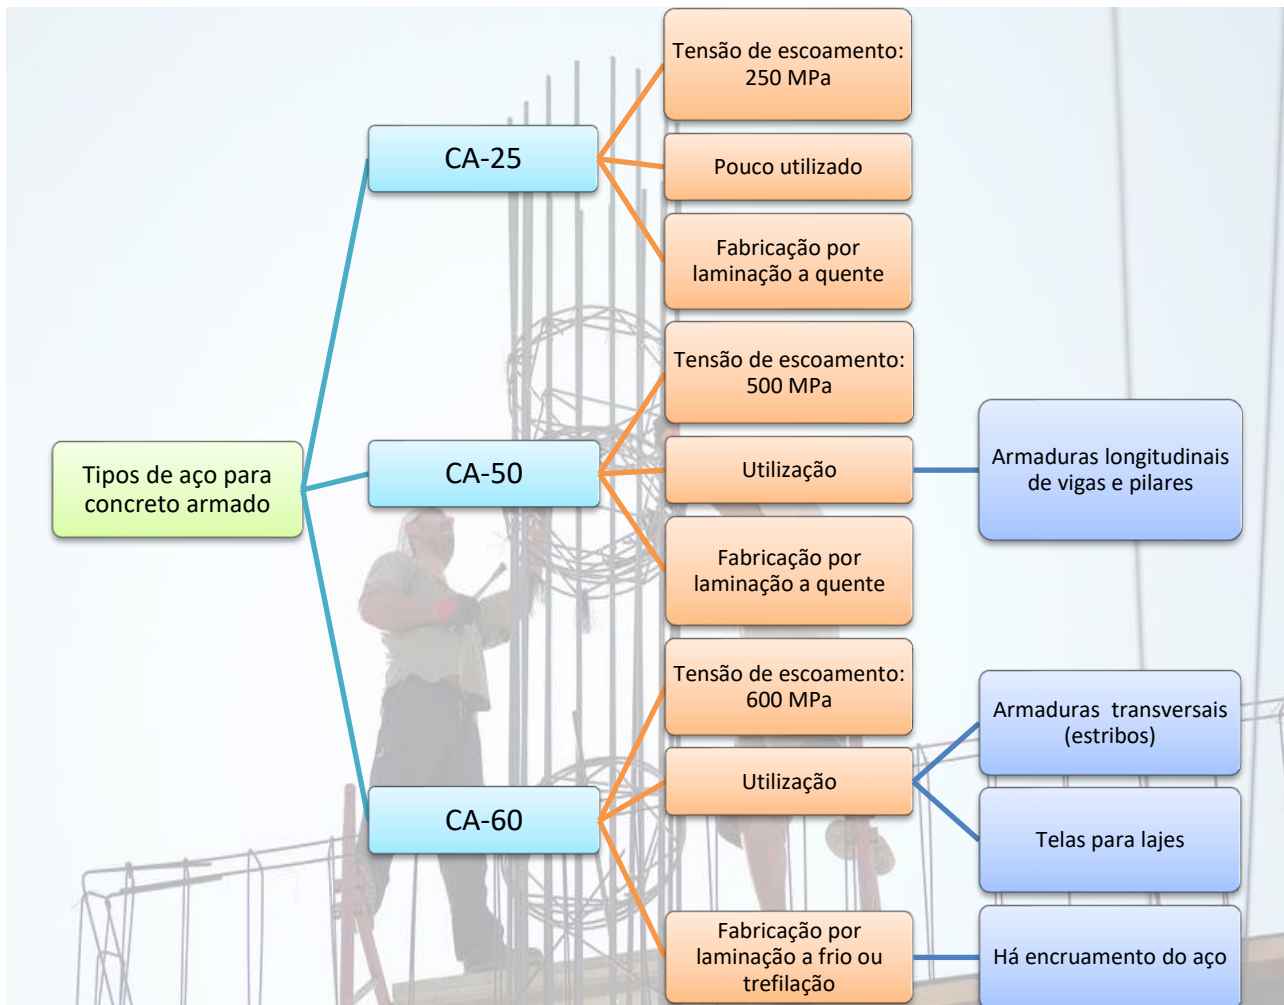 Tipos de aço para
concreto armado
CA-25
Tensão de escoamento:
250 MPa
Pouco utilizado
Fabricação por
laminação a quente
CA-50
Tensão de escoamento:
500 MPa
Utilização
Armaduras longitudinais
de vigas e pilares
Fabricação por
laminação a quente
CA-60
Tensão de escoamento:
600 MPa
Utilização
Armaduras transversais
(estribos)
Telas para lajes
Fabricação por
laminação a frio ou
trefilação
Há encruamento do aço